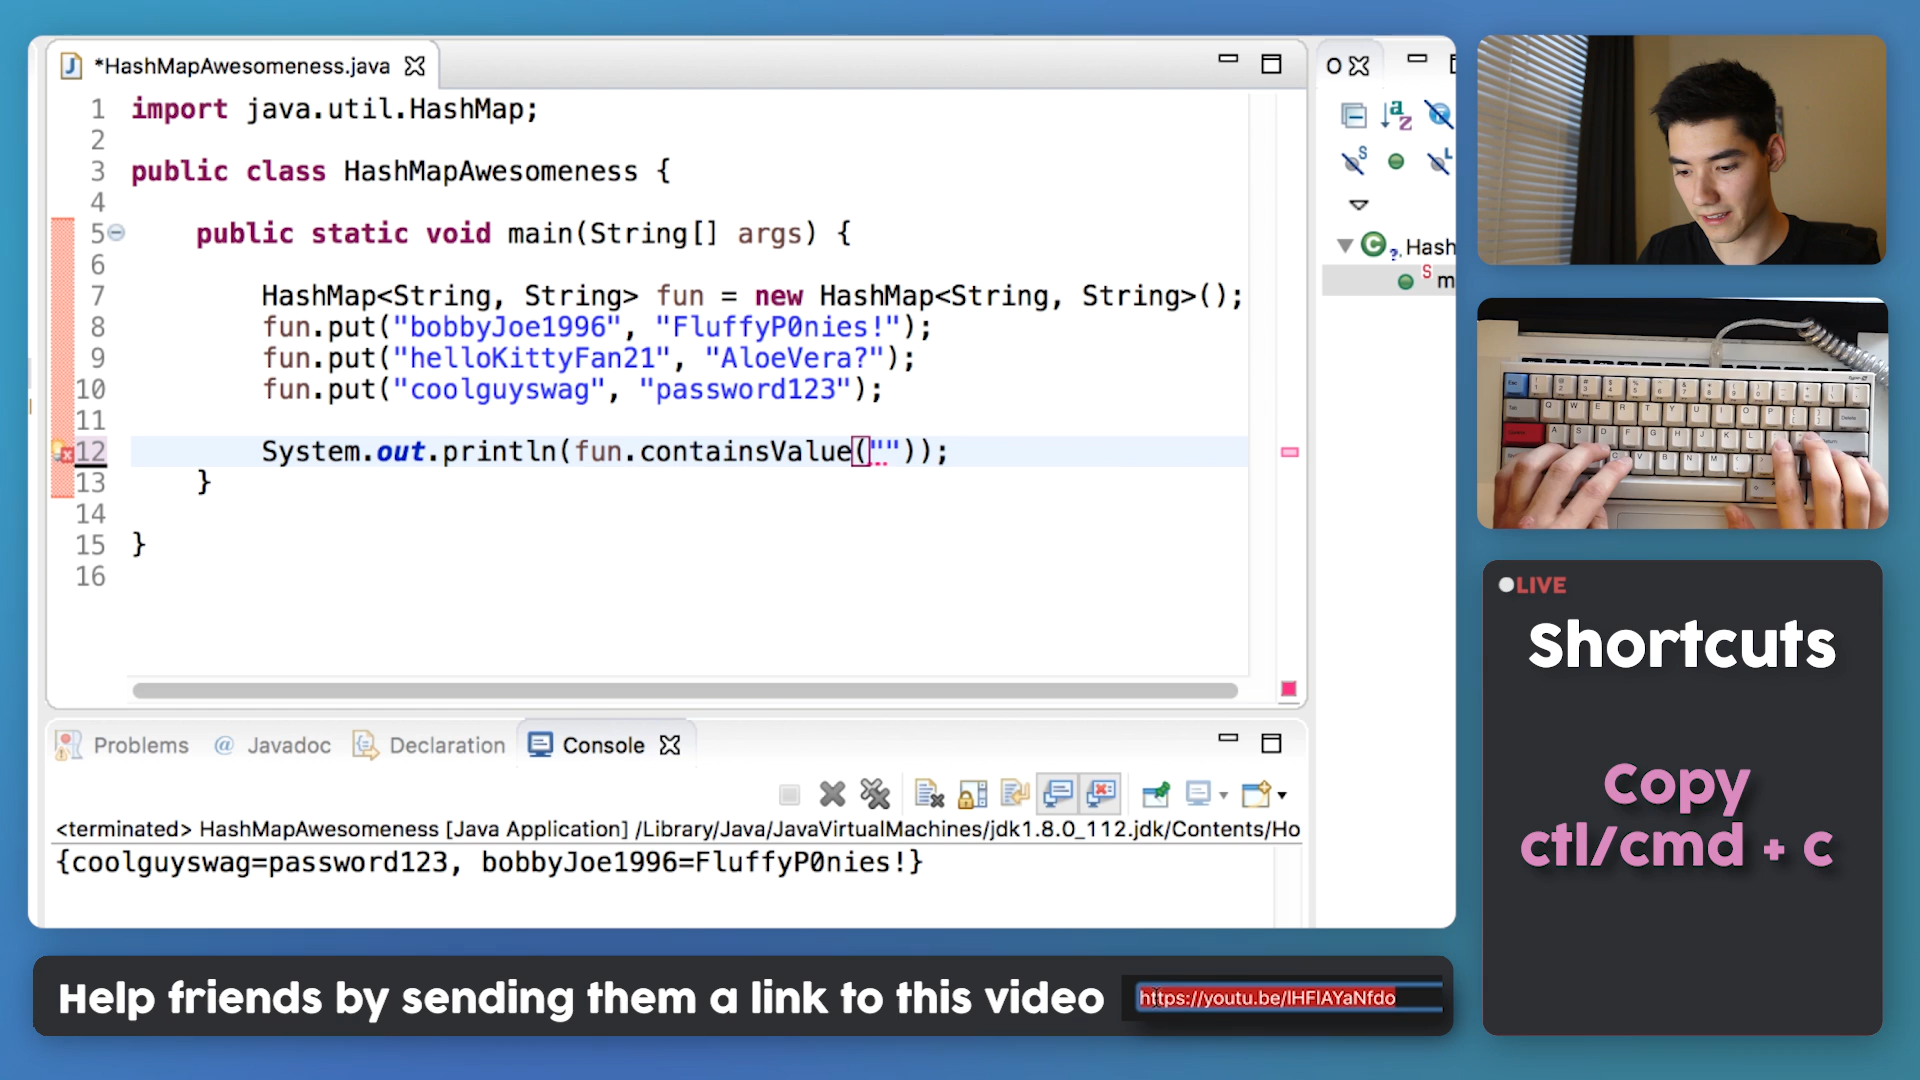 *HashMapAwesomeness.java
1 import java.util.HashMap;
2
3 public class HashMapAwesomeness {
4
5 public static void main(String[] args) {
6
7 HashMap<String, String> fun = new HashMap<String, String>();
8 fun.put("bobbyJoe1996", "FluffyP0nies!");
9 fun.put("helloKittyFan21", "AloeVera?");
10 fun.put("coolguyswag", "password123");
11
12 System.out.println(fun.containsValue(""));
13 }
14
15 }
16
Hash
m
Problems @ Javadoc Declaration Console
<terminated> HashMapAwesomeness [Java Application] /Library/Java/JavaVirtualMachines/jdk1.8.0_112.jdk/Contents/Ho
{coolguyswag=password123, bobbyJoe1996=FluffyP0nies!}
LIVE
Shortcuts
Copy
ctl/cmd + c
Help friends by sending them a link to this video
https://youtu.be/lHFlAYaNfdo